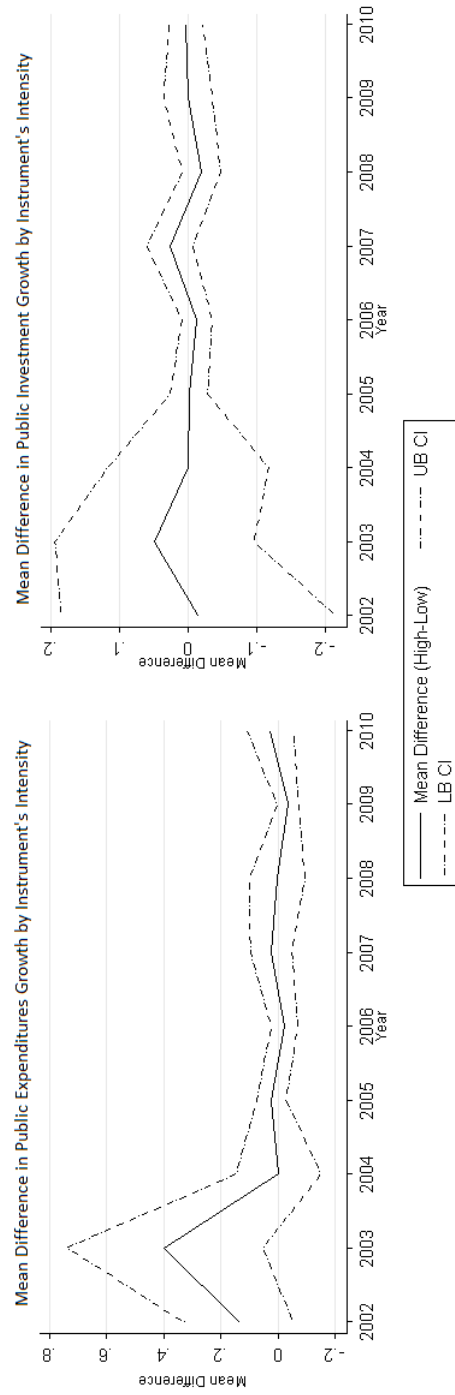 Mean Difference in Public Expenditures Growth by Instrument's Intensity
Mean Difference
.8
.6
.4
.2
0
-.2
2002 2003 2004 2005 2006 2007 2008 2009 2010
Year
Mean Difference in Public Investment Growth by Instrument's Intensity
Mean Difference
.2
.1
0
-.1
-.2
2002 2003 2004 2005 2006 2007 2008 2009 2010
Year
Mean Difference (High-Low) UB CI
LB CI